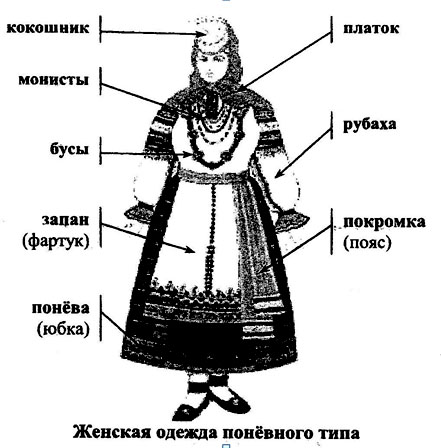 кокошник
платок
монисты
рубаха
бусы
запан
(фартук)
покромка
(пояс)
понёва
(юбка)
Женская одежда понёвного типа